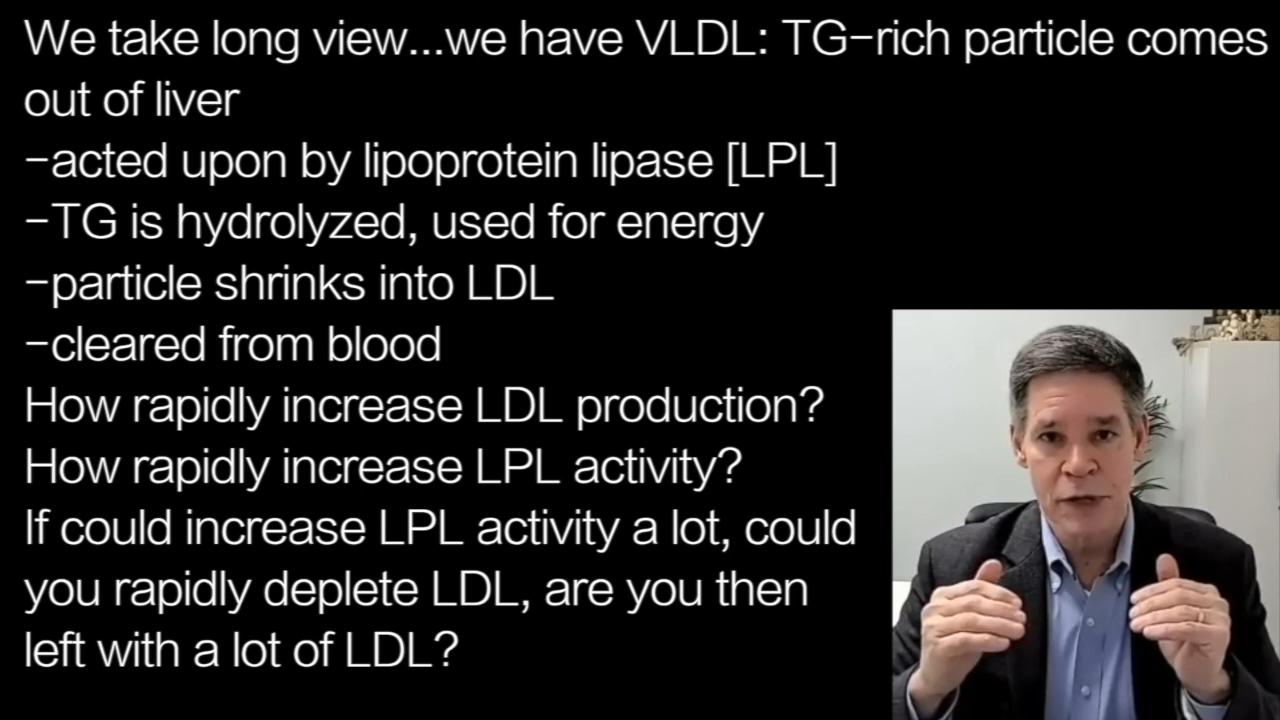 We take long view...we have VLDL: TG-rich particle comes
out of liver
-acted upon by lipoprotein lipase [LPL]
-TG is hydrolyzed, used for energy
-particle shrinks into LDL
-cleared from blood
How rapidly increase LDL production?
How rapidly increase LPL activity?
If could increase LPL activity a lot, could
you rapidly deplete LDL, are you then
left with a lot of LDL?